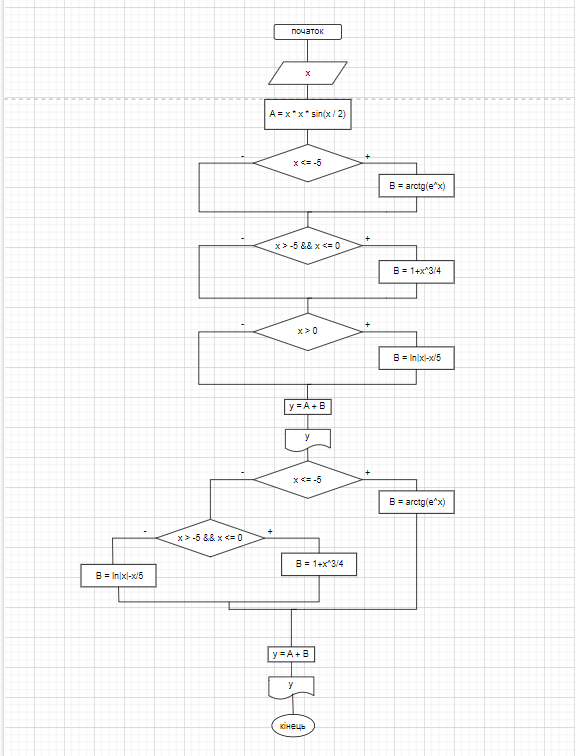 початок
x
A = x * x * sin(x / 2)
- +
x <= -5
B = arctg(e^x)
- +
x > -5 && x <= 0
B = 1+x^3/4
- +
x > 0
B = ln|x|-x/5
y = A + B
y
- +
x <= -5
B = arctg(e^x)
- +
x > -5 && x <= 0
B = 1+x^3/4
B = ln|x|-x/5
y = A + B
y
кінець